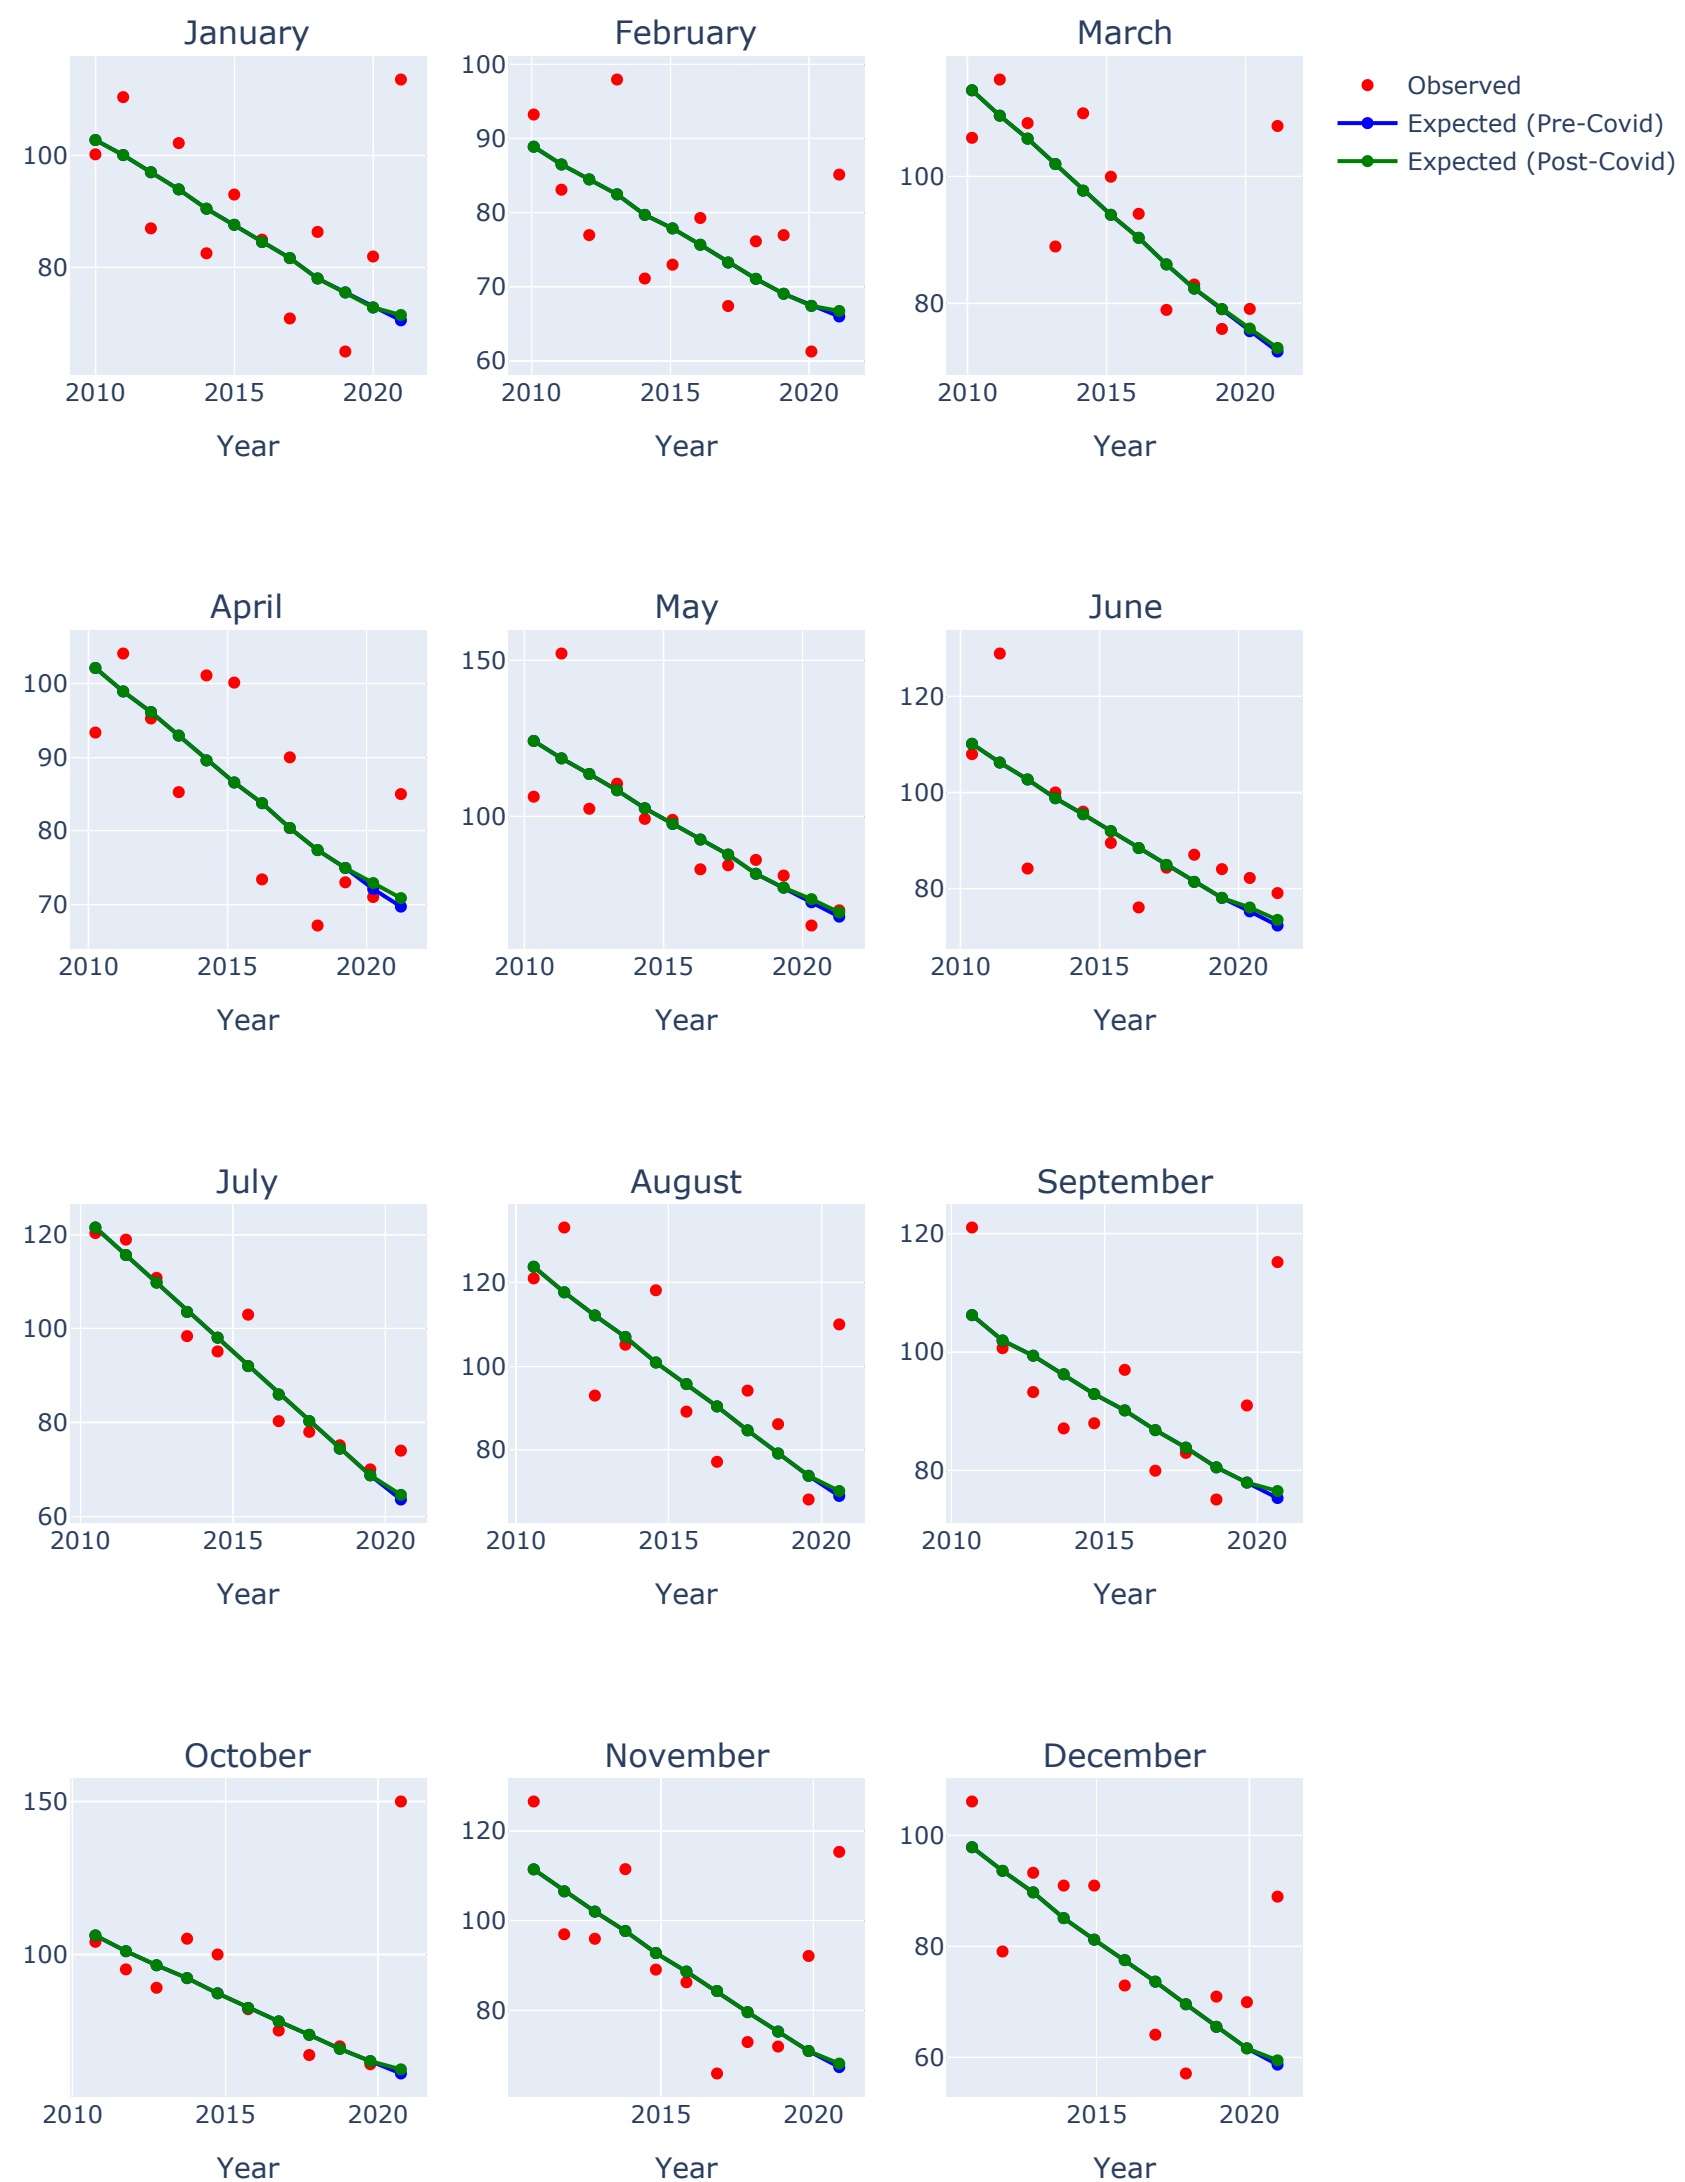 January
February
March
100
80
2010
2015
2020
Year
100
90
80
70
60
2010
2015
2020
Year
100
80
2010
2015
2020
Year
Observed
Expected (Pre-Covid)
Expected (Post-Covid)
April
May
June
100
90
80
70
2010
2015
2020
Year
150
100
2010
2015
2020
Year
120
100
80
2010
2015
2020
Year
July
August
September
120
100
80
60
2010
2015
2020
Year
120
100
80
2010
2015
2020
Year
120
100
80
2010
2015
2020
Year
October
November
December
150
100
2010
2015
2020
Year
120
100
80
2015
2020
Year
100
80
60
2015
2020
Year